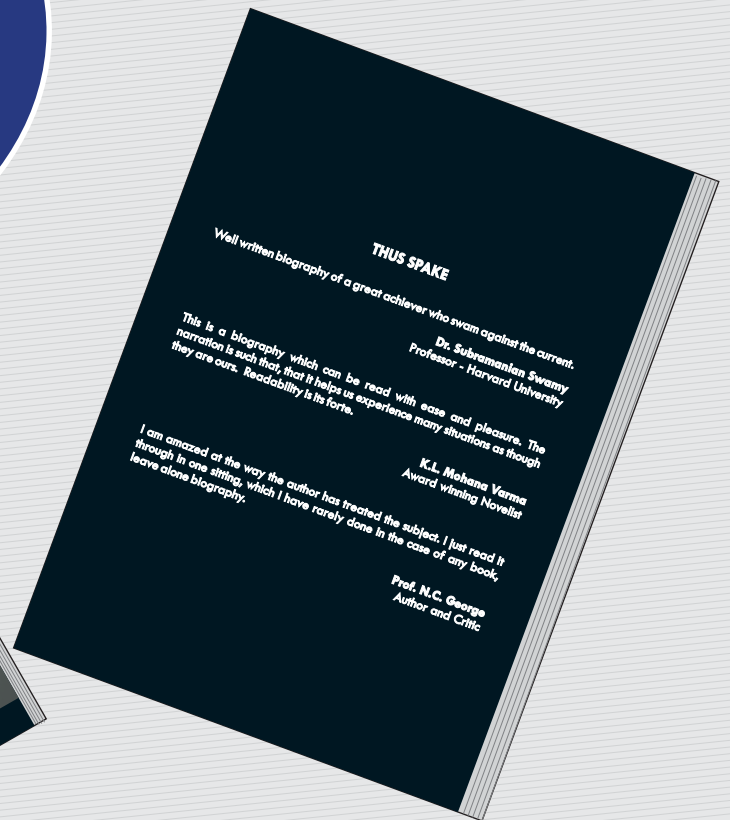 THUS SPAKE
Well written biography of a great achiever who swam against the current.
Dr. Subramanian Swamy
Professor - Harvard University
This is a biography which can be read with ease and pleasure. The
narration is such that, that it helps us experience many situations as though
they are ours. Readability is its forte.
K.L. Mohana Varma
Award winning Novelist
I am amazed at the way the author has treated the subject. I just read it
through in one sitting, which I have rarely done in the case of any book,
leave alone biography.
Prof. N.C. George
Author and Critic